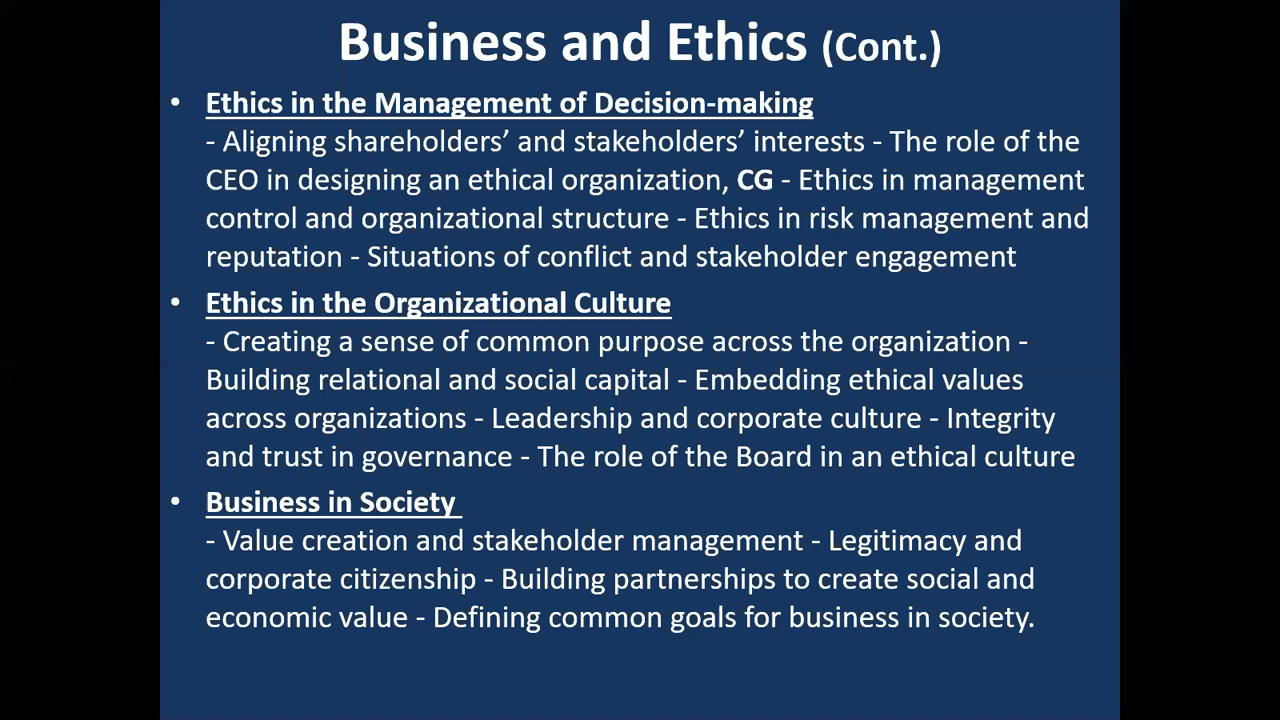 Business and Ethics (Cont.)
• Ethics in the Management of Decision-making
- Aligning shareholders’ and stakeholders’ interests - The role of the
CEO in designing an ethical organization, CG - Ethics in management
control and organizational structure - Ethics in risk management and
reputation - Situations of conflict and stakeholder engagement
• Ethics in the Organizational Culture
- Creating a sense of common purpose across the organization -
Building relational and social capital - Embedding ethical values
across organizations - Leadership and corporate culture - Integrity
and trust in governance - The role of the Board in an ethical culture
• Business in Society
- Value creation and stakeholder management - Legitimacy and
corporate citizenship - Building partnerships to create social and
economic value - Defining common goals for business in society.